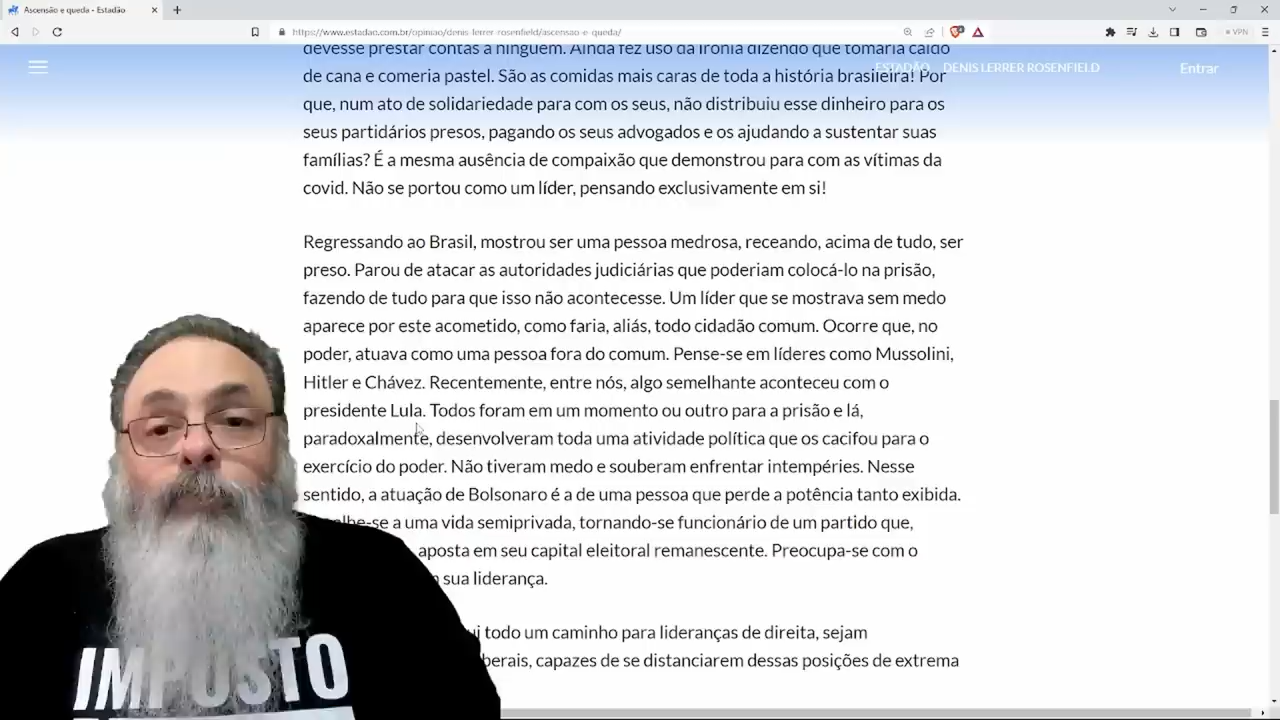 Ascensão e queda - Estadão
https://www.estadao.com.br/opiniao/denis-lerrer-rosenfield/ascensao-e-queda/
VPN
devesse prestar contas a ninguém. Ainda fez uso da ironia dizendo que tomaria caldo
ESTADÃO DENIS LERRER ROSENFIELD
Entrar
de cana e comeria pastel. São as comidas mais caras de toda a história brasileira! Por
que, num ato de solidariedade para com os seus, não distribuiu esse dinheiro para os
seus partidários presos, pagando os seus advogados e os ajudando a sustentar suas
famílias? É a mesma ausência de compaixão que demonstrou para com as vítimas da
covid. Não se portou como um líder, pensando exclusivamente em si!
Regressando ao Brasil, mostrou ser uma pessoa medrosa, receando, acima de tudo, ser
preso. Parou de atacar as autoridades judiciárias que poderiam colocá-lo na prisão,
fazendo de tudo para que isso não acontecesse. Um líder que se mostrava sem medo
aparece por este acometido, como faria, aliás, todo cidadão comum. Ocorre que, no
poder, atuava como uma pessoa fora do comum. Pense-se em líderes como Mussolini,
Hitler e Chávez. Recentemente, entre nós, algo semelhante aconteceu com o
presidente Lula. Todos foram em um momento ou outro para a prisão e lá,
paradoxalmente, desenvolveram toda uma atividade política que os cacifou para o
exercício do poder. Não tiveram medo e souberam enfrentar intempéries. Nesse
sentido, a atuação de Bolsonaro é a de uma pessoa que perde a potência tanto exibida.
a uma vida semiprivada, tornando-se funcionário de um partido que,
aposta em seu capital eleitoral remanescente. Preocupa-se com o
sua liderança.
todo um caminho para lideranças de direita, sejam
capazes de se distanciarem dessas posições de extrema
IMPOSTO